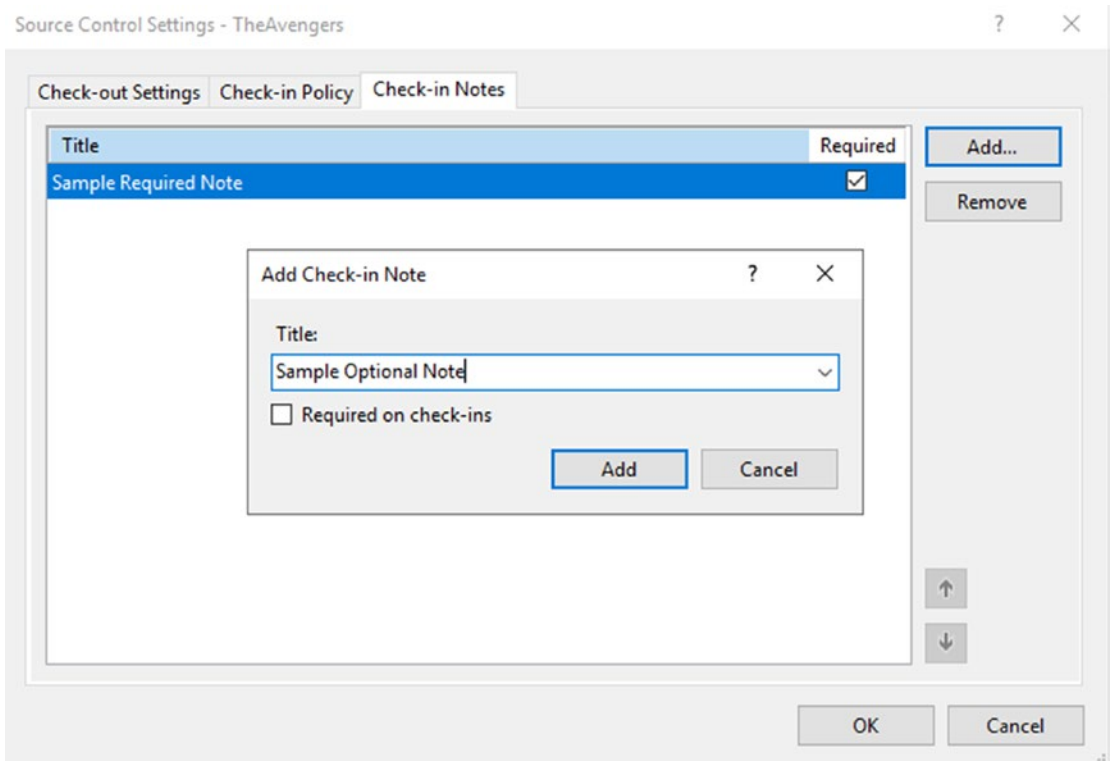 Source Control Settings - TheAvengers ?
Check-out Settings Check-in Policy Check-in Notes
Title Required Add...
Sample Required Note
Remove
Add Check-in Note ?
Title:
Sample Optional Note
Required on check-ins
Add Cancel
OK Cancel